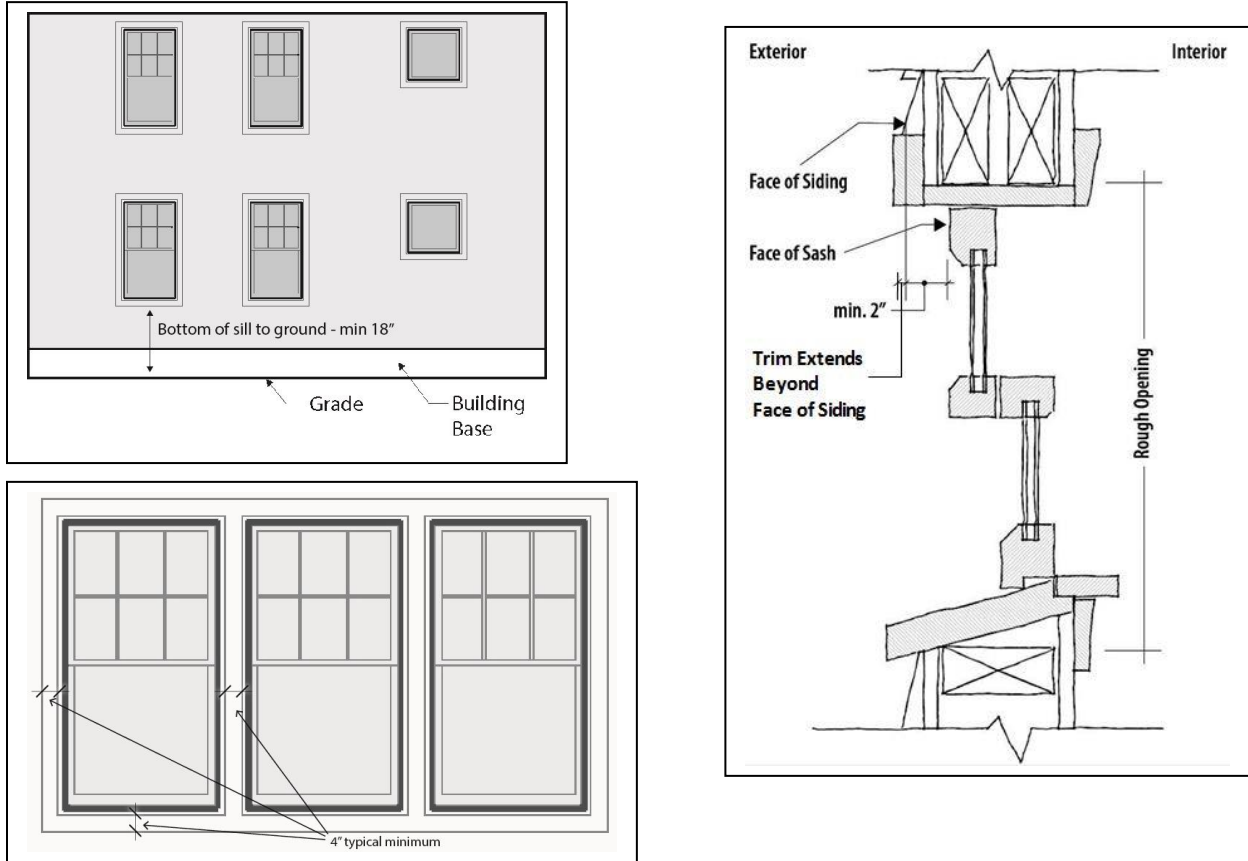 Bottom of sill to ground - min 18”
Grade
Building
Base
4” typical minimum
Exterior
Interior
Face of Siding
Face of Sash
min. 2”
Trim Extends
Beyond
Face of Siding
Rough Opening